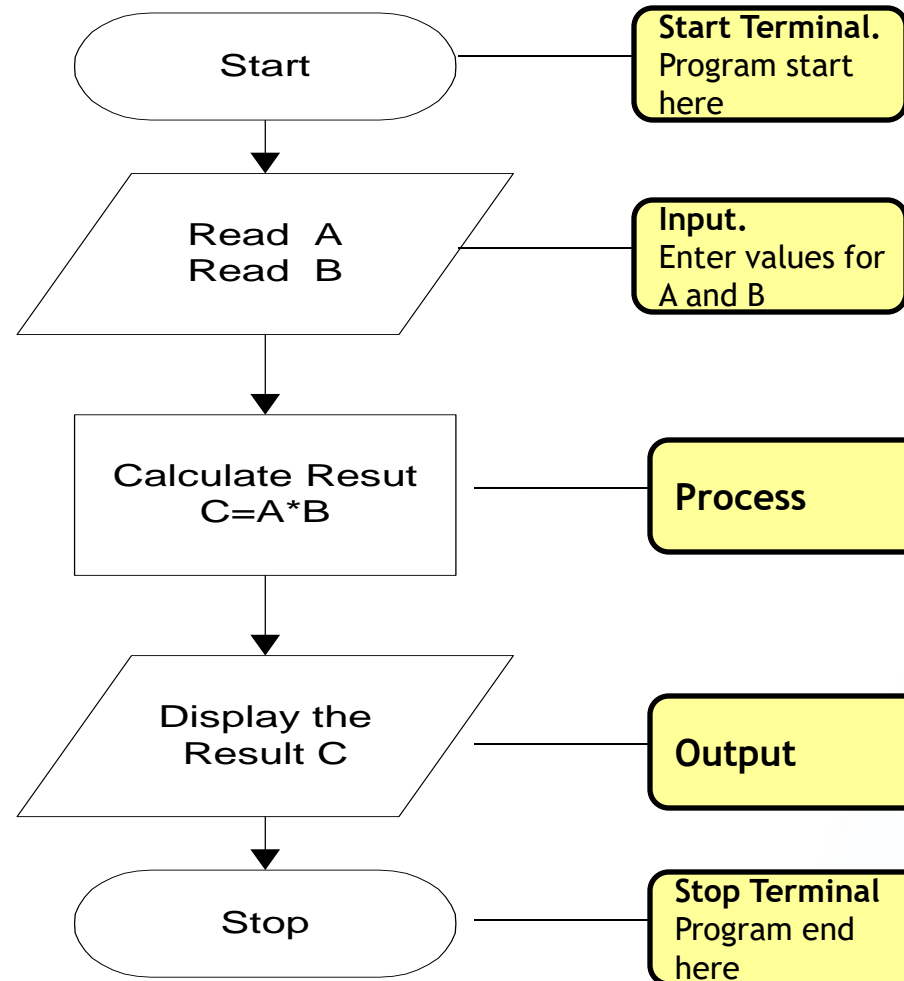 Start
Start Terminal.
Program start
here
Read A
Read B
Input.
Enter values for
A and B
Calculate Resut
C=A*B
Process
Display the
Result C
Output
Stop
Stop Terminal
Program end
here